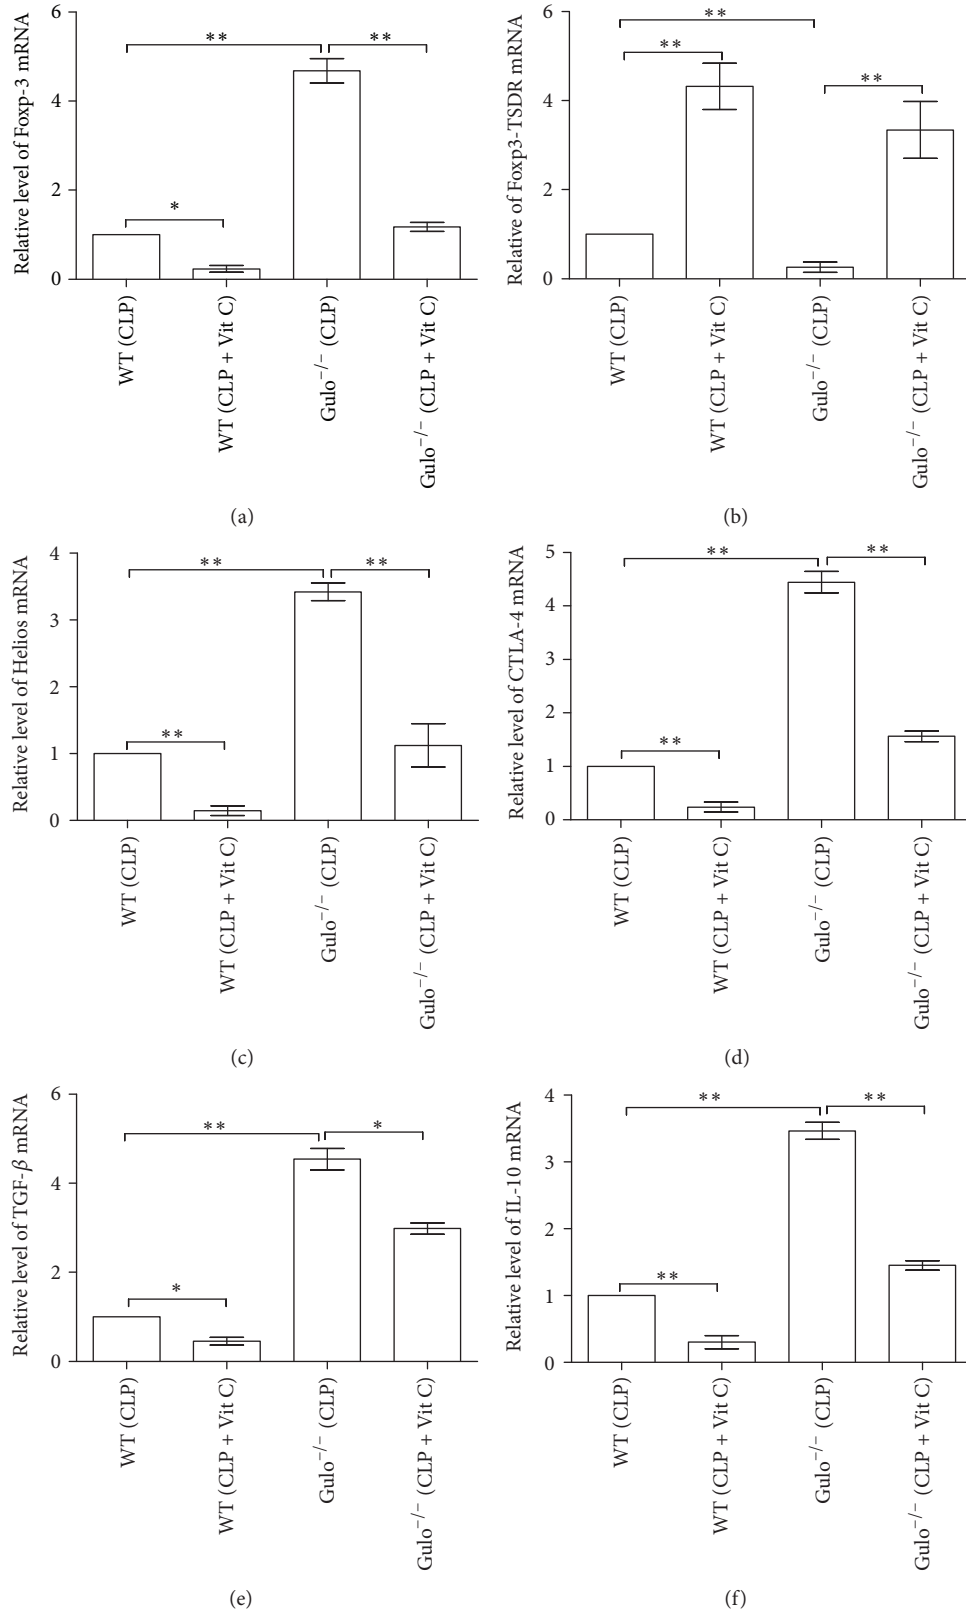 Relative level of Foxp-3 mRNA
6
4
2
0
**
**
*
WT (CLP)
WT (CLP + Vit C)
Gulo−/− (CLP)
Gulo−/− (CLP + Vit C)
(a)
Relative of Foxp3-TSDR mRNA
6
4
2
0
**
**
**
WT (CLP)
WT (CLP + Vit C)
Gulo−/− (CLP)
Gulo−/− (CLP + Vit C)
(b)
Relative level of Helios mRNA
4
3
2
1
0
**
**
**
WT (CLP)
WT (CLP + Vit C)
Gulo−/− (CLP)
Gulo−/− (CLP + Vit C)
(c)
Relative level of CTLA-4 mRNA
5
4
5
2
1
0
**
**
**
WT (CLP)
WT (CLP + Vit C)
Gulo−/− (CLP)
Gulo−/− (CLP + Vit C)
(d)
Relative level of TGF-β mRNA
6
4
2
0
**
*
*
WT (CLP)
WT (CLP + Vit C)
Gulo−/− (CLP)
Gulo−/− (CLP + Vit C)
(e)
Relative level of IL-10 mRNA
4
3
2
1
0
**
**
**
WT (CLP)
WT (CLP + Vit C)
Gulo−/− (CLP)
Gulo−/− (CLP + Vit C)
(f)